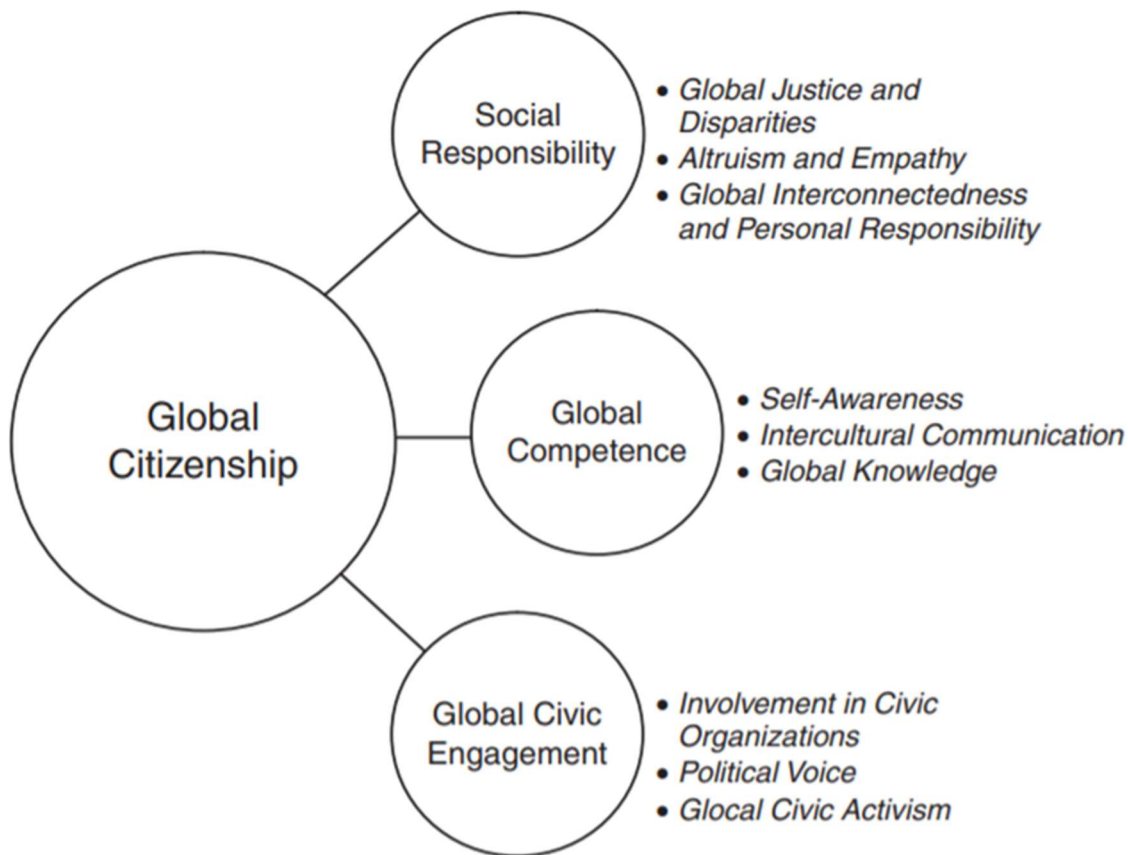 Social
Responsibility
• Global Justice and
Disparities
• Altruism and Empathy
• Global Interconnectedness
and Personal Responsibility
Global
Citizenship
Global
Competence
• Self-Awareness
• Intercultural Communication
• Global Knowledge
Global Civic
Engagement
• Involvement in Civic
Organizations
• Political Voice
• Glocal Civic Activism